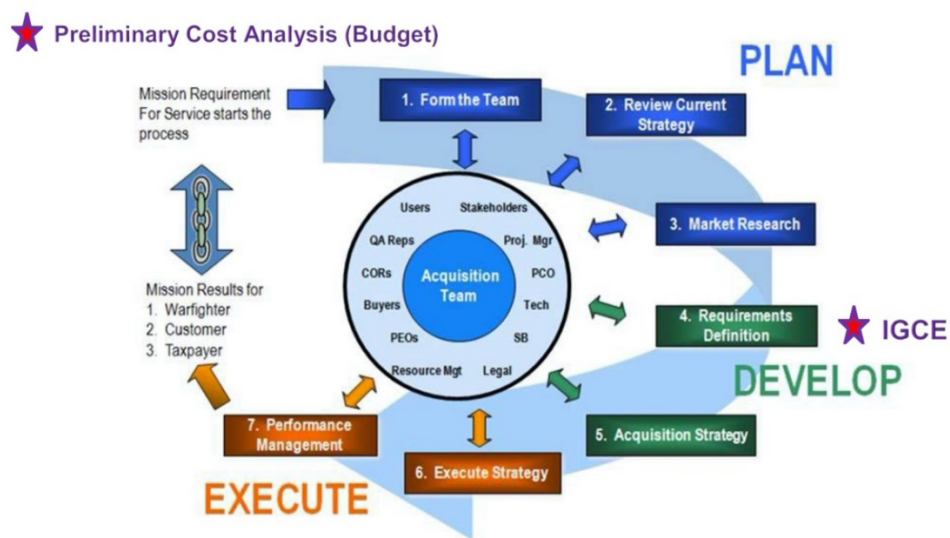 Preliminary Cost Analysis (Budget)
PLAN
Mission Requirement
For Service starts the
process
1. Form the Team
2. Review Current
Strategy
3. Market Research
4. Requirements
Definition
IGCE
DEVELOP
5. Acquisition Strategy
6. Execute Strategy
7. Performance
Management
EXECUTE
Mission Results for
1. Warfighter
2. Customer
3. Taxpayer
Users
Stakeholders
QA Reps
Proj. Mgr
CORs
PCO
Acquisition
Team
Buyers
Tech
PEOs
SB
Resource Mgt
Legal